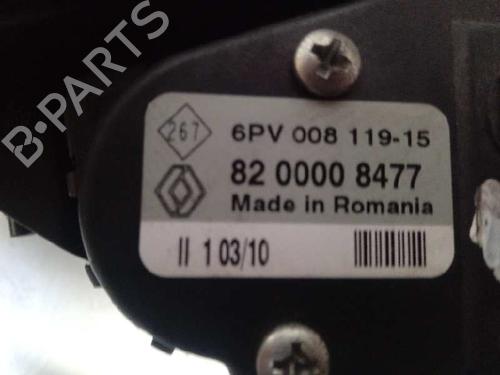 B-PARTS
267
6PV 008 119-15
82 0000 8477
Made in Romania
II 1 03/10